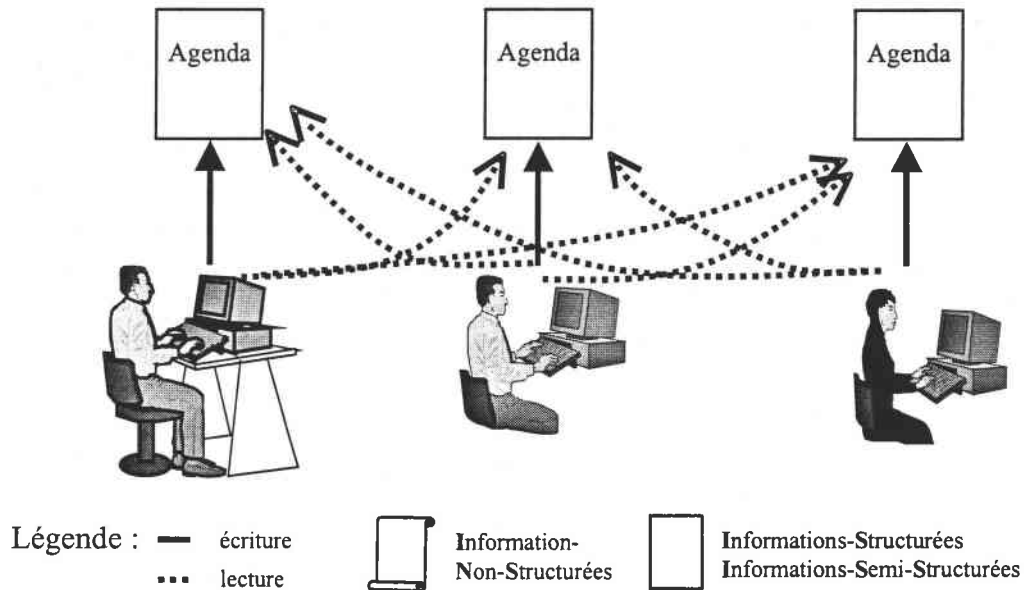 Agenda
Agenda
Agenda
Légende :
écriture
lecture
Information-
Non-Structurées
Informations-Structurées
Informations-Semi-Structurées